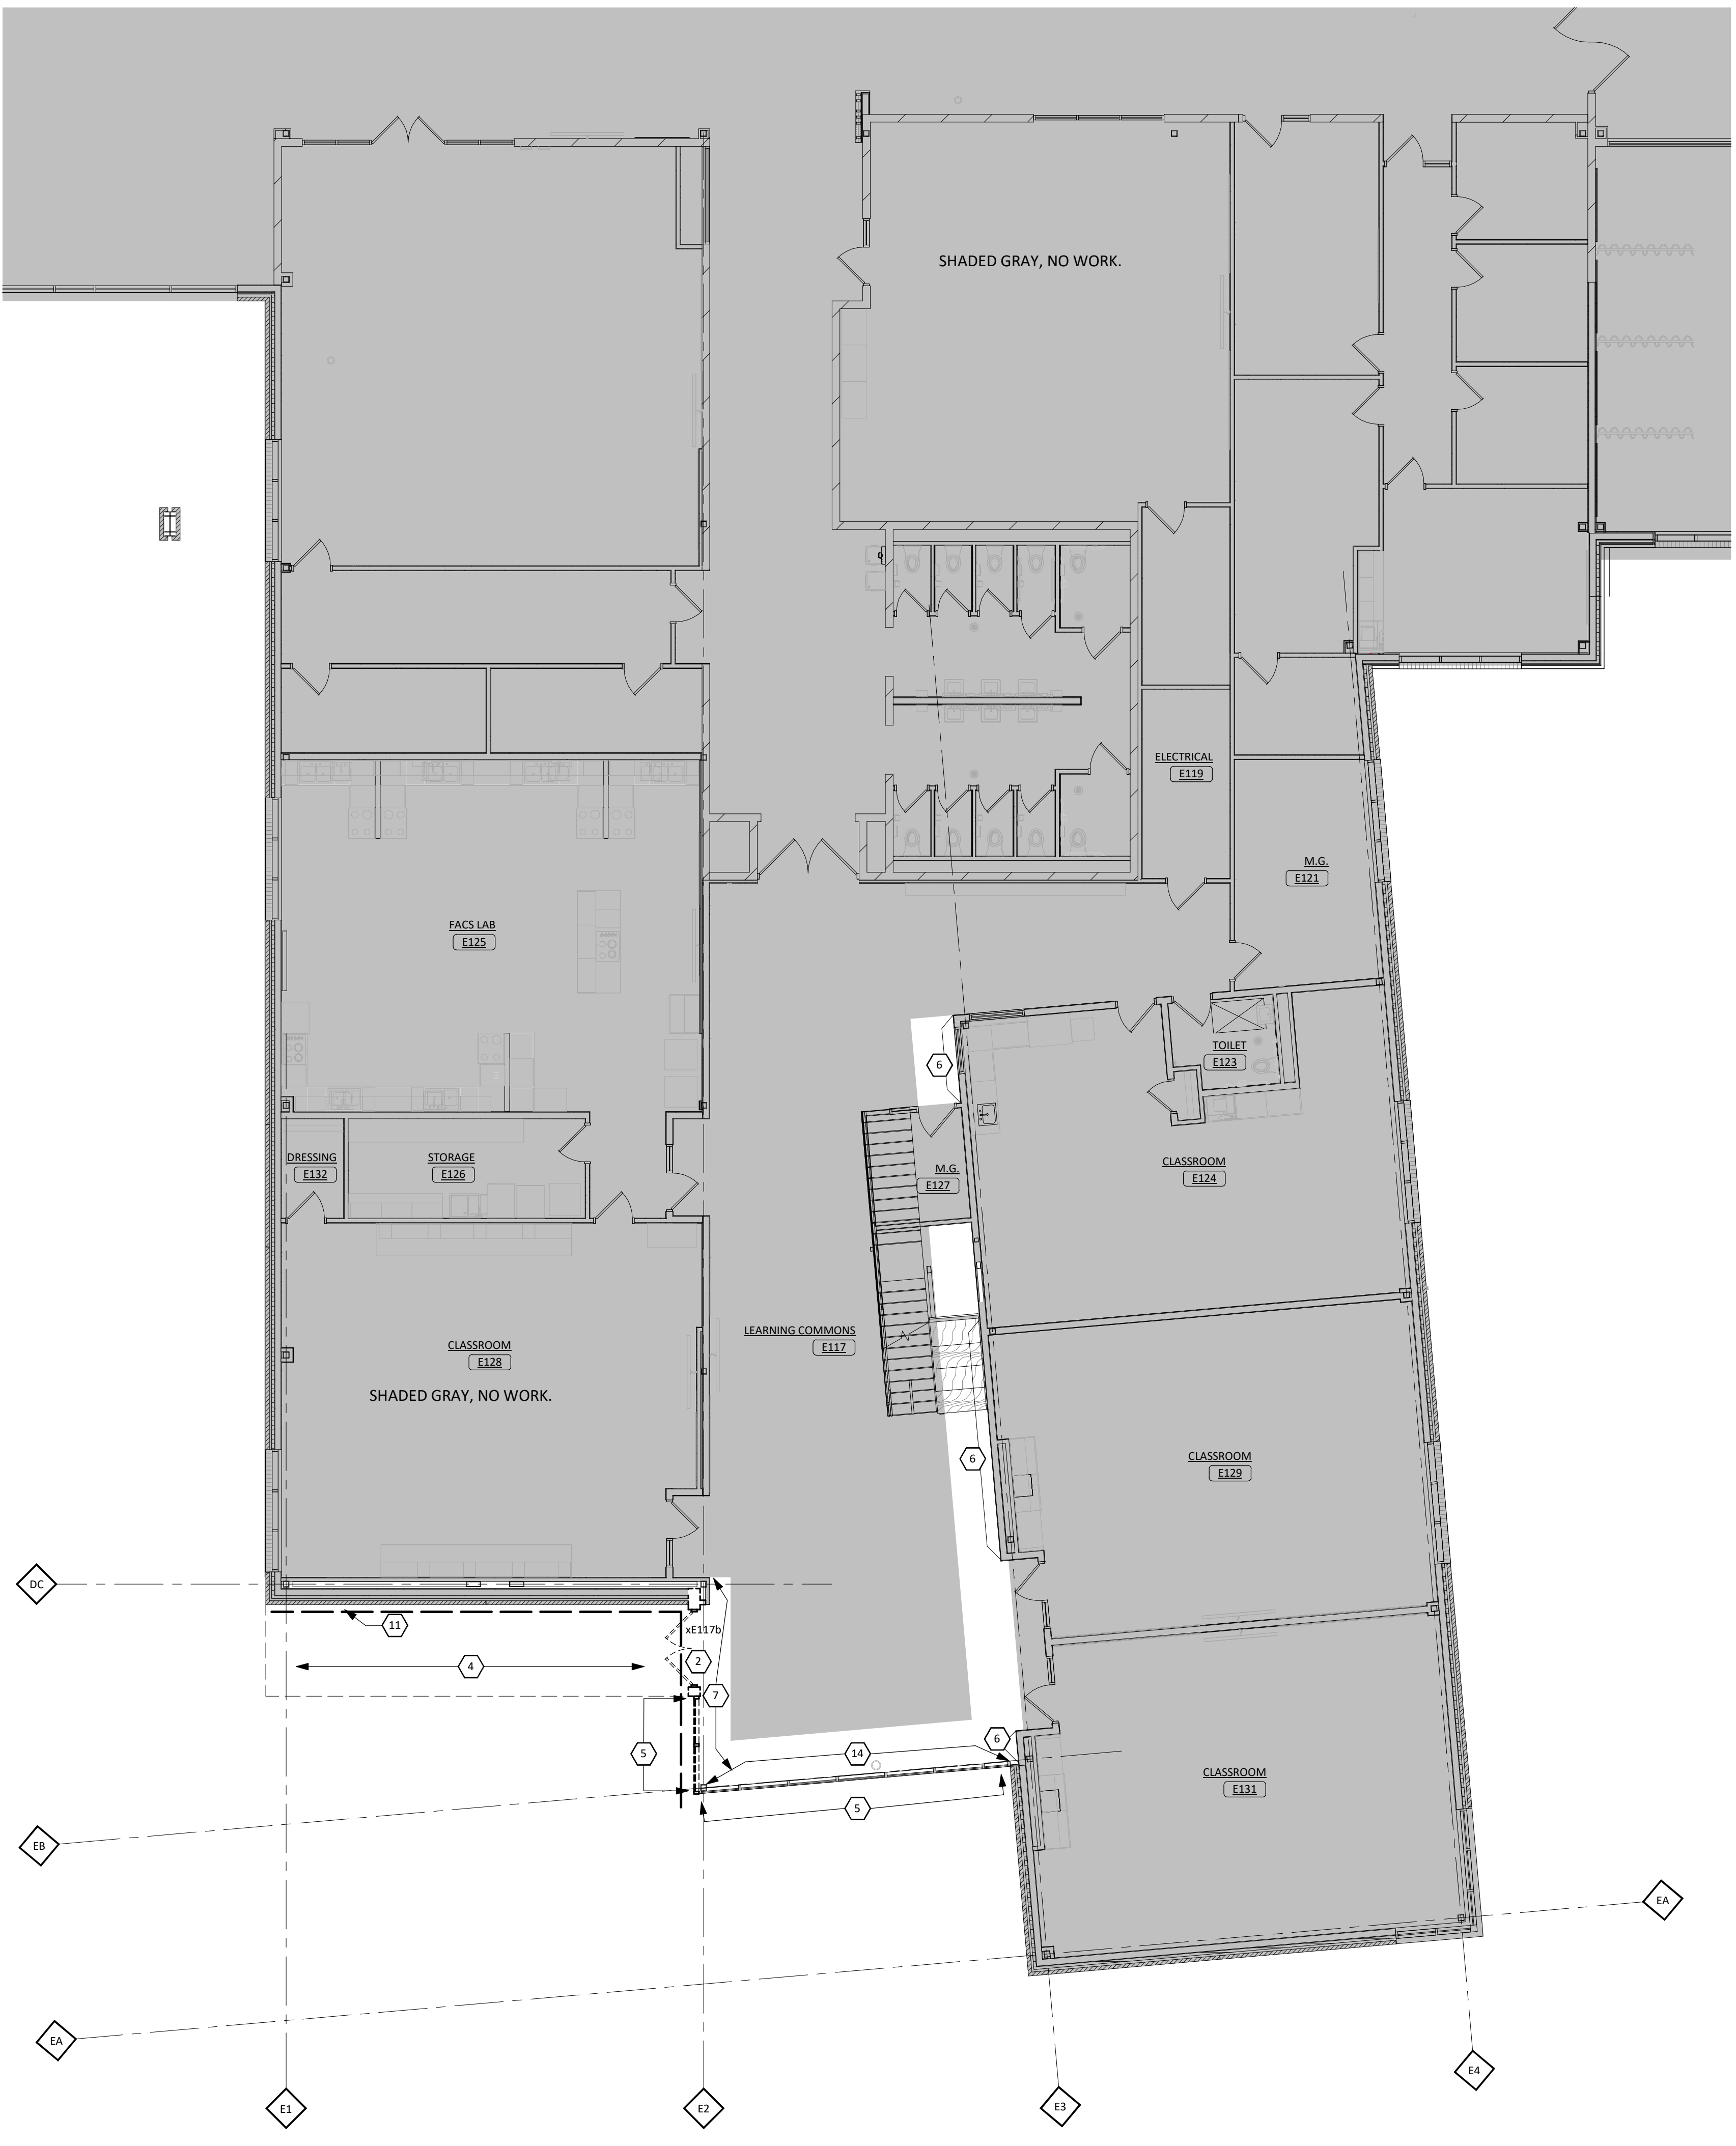 SHADED GRAY, NO WORK.
ELECTRICAL
E119
M.G.
E121
FACS LAB
E125
TOILET
E123
6
DRESSING
E132
STORAGE
E126
M.G.
E127
CLASSROOM
E124
LEARNING COMMONS
E117
CLASSROOM
E128
SHADED GRAY, NO WORK.
6
CLASSROOM
E129
DC
11
xE117b
4
2
7
5
14
6
5
CLASSROOM
E131
EB
EA
EA
E1
E2
E3
E4